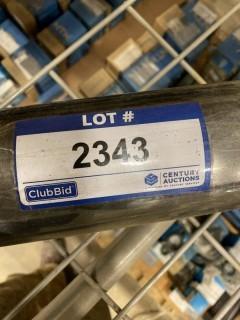 LOT #
2343
ClubBid
CENTURY
AUCTIONS